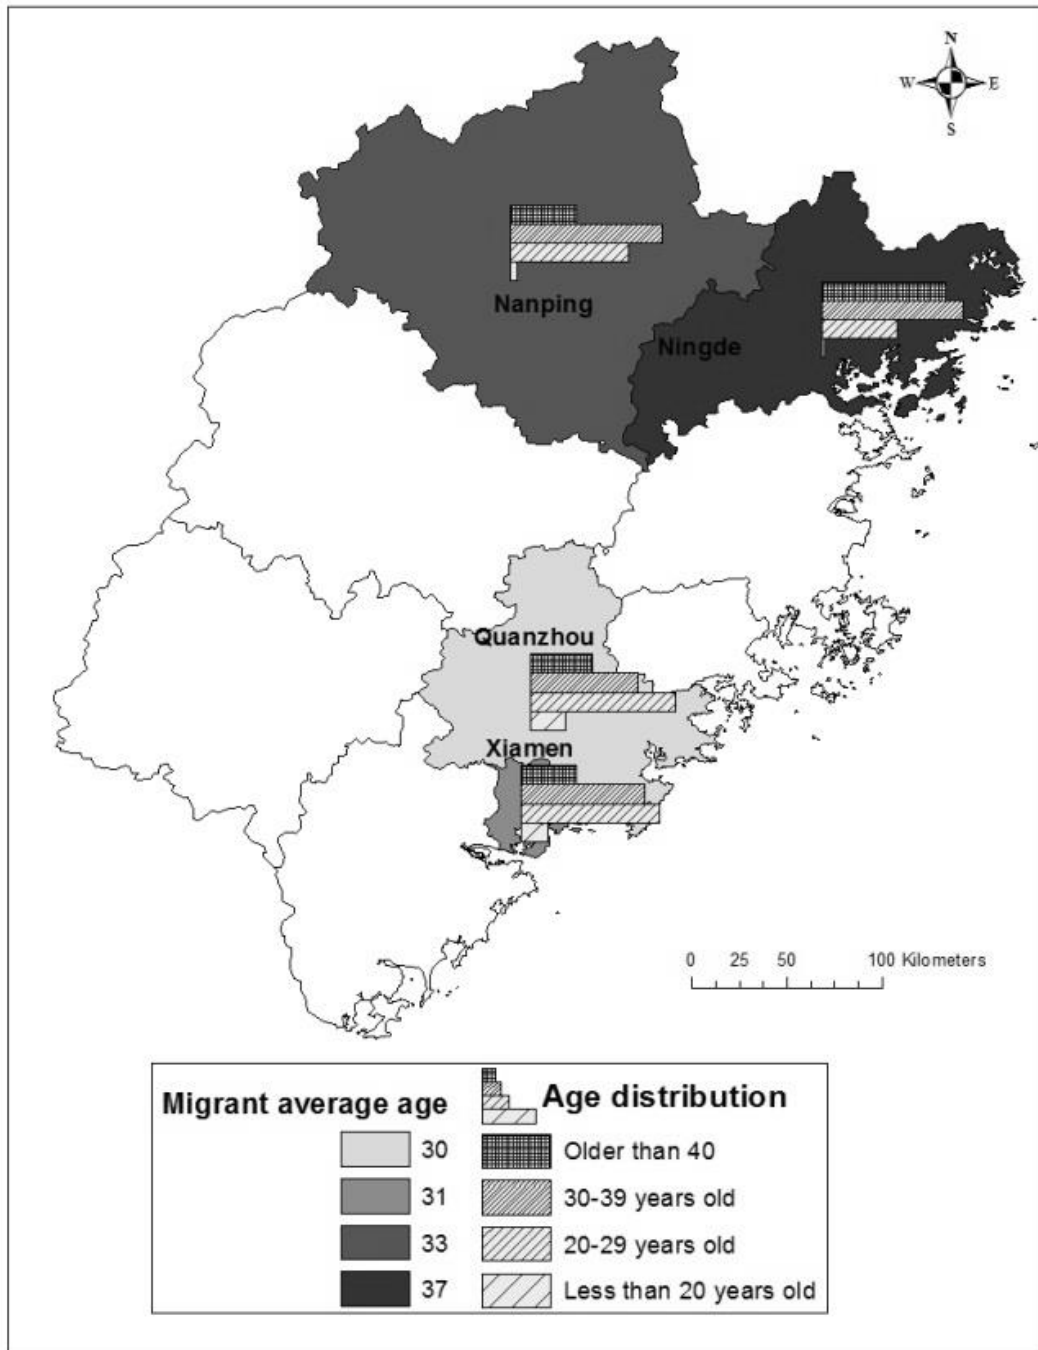 N
W E
S
Nanping
Ningde
Quanzhou
Xiamen
0 25 50 100 Kilometers
Migrant average age
30
31
33
37
Age distribution
Older than 40
30-39 years old
20-29 years old
Less than 20 years old